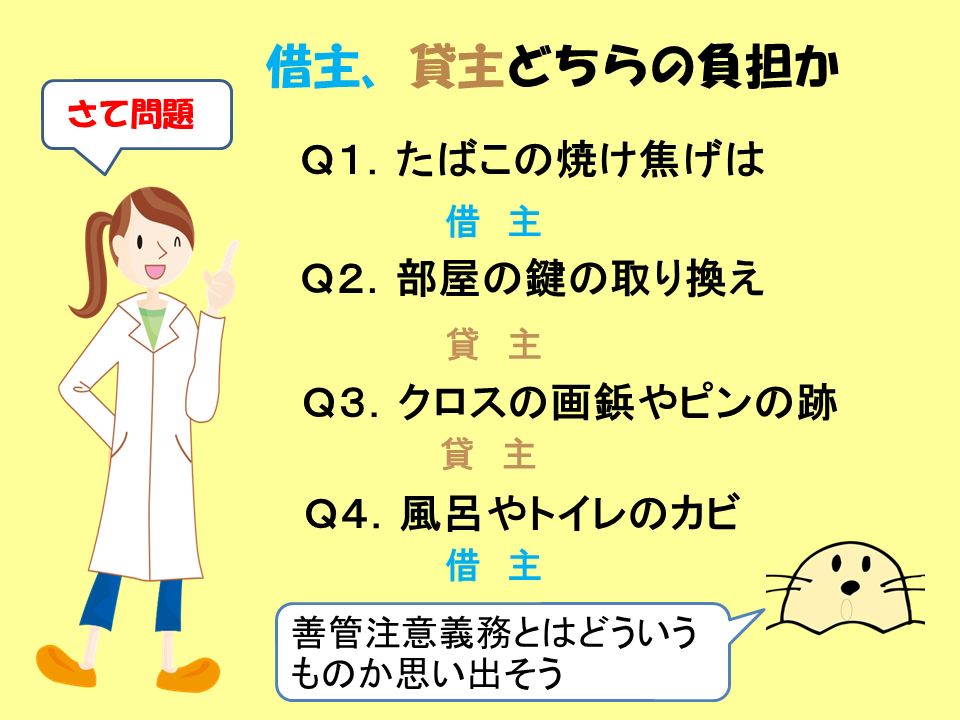 借主、貸主どちらの負担か
さて問題
Q1．たばこの焼け焦げは
借　主
Q2．部屋の鍵の取り換え
貸　主
Q3．クロスの画鋲やピンの跡
貸　主
Q4．風呂やトイレのカビ
借　主
善管注意義務とはどういう
ものか思い出そう